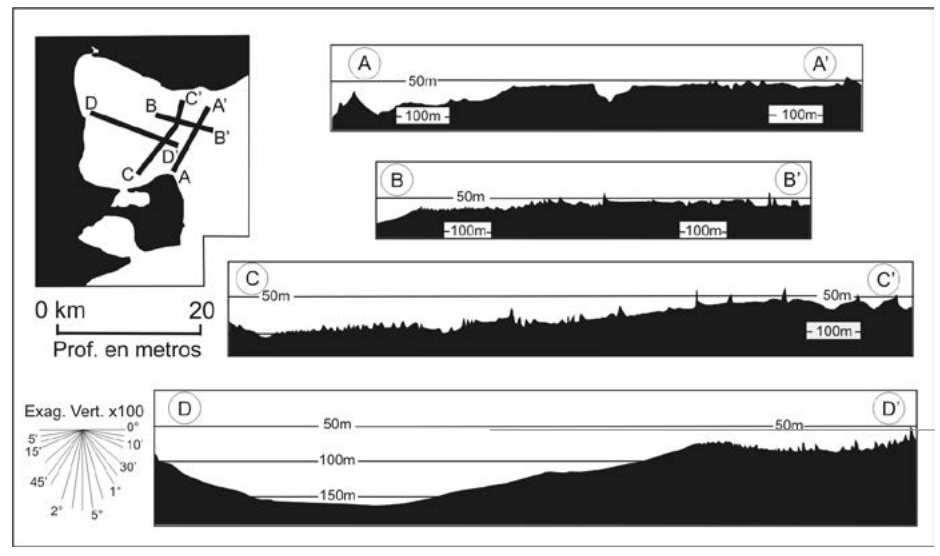 C'
A'
D
B
B'
D'
C
A
0 km 20
Prof. en metros
A
50m
A'
100m
100m
B
50m
B'
100m
100m
C
50m
50m
C'
100m
Exag. Vert. x100
0°
5'
10'
15'
30'
45'
1°
2°
5°
D
50m
50m
D'
100m
150m